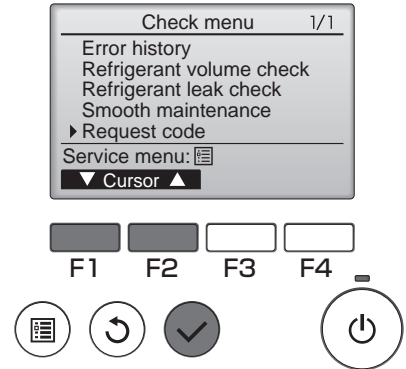 Check menu 1/1
Error history
Refrigerant volume check
Refrigerant leak check
Smooth maintenance
Request code
Service menu:
▼ Cursor ▲
F1 F2 F3 F4